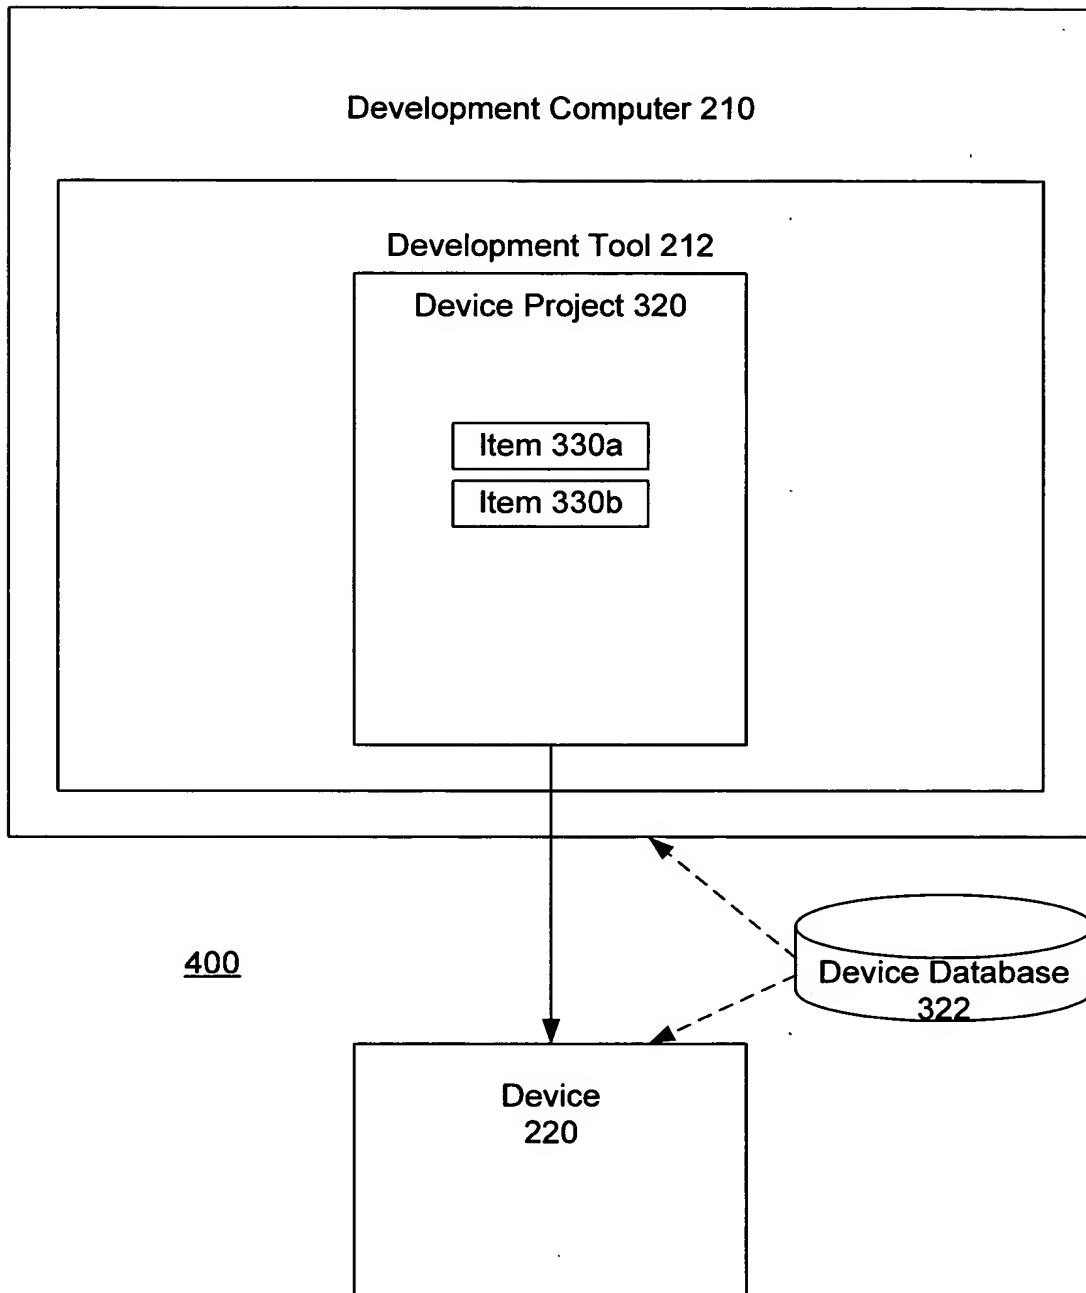 Development Computer 210
Development Tool 212
Device Project 320
Item 330a
Item 330b
400
Device Database
322
Device
220